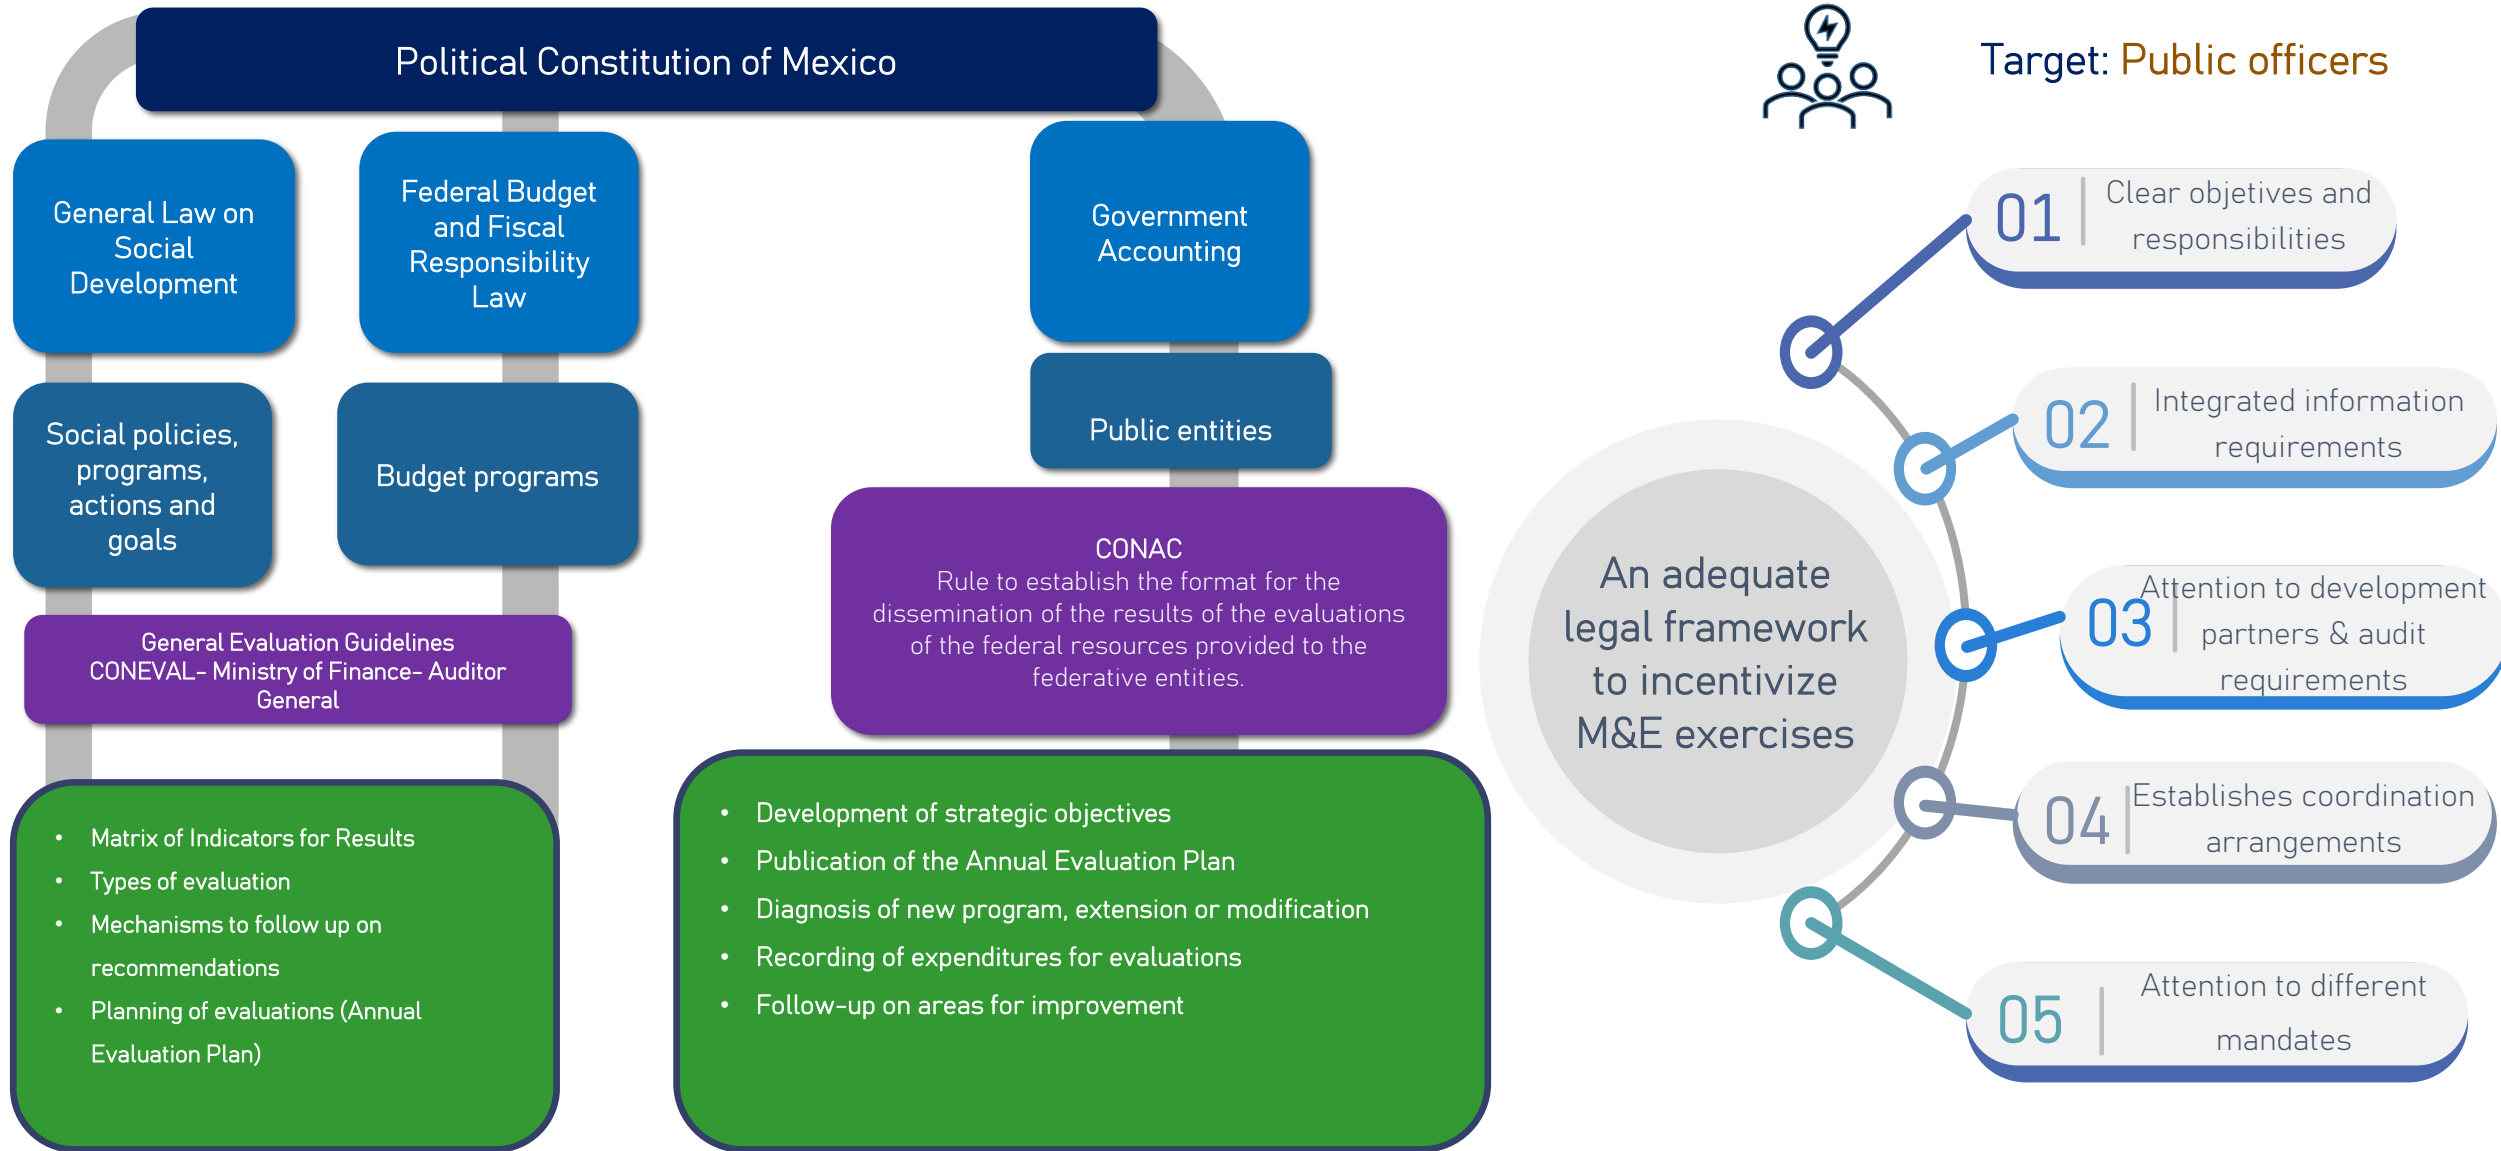 Political Constitution of Mexico
General Law on
Social
Development
Federal Budget
and Fiscal
Responsibility
Law
Government
Accounting
Social policies,
programs,
actions and
goals
Budget programs
Public entities
General Evaluation Guidelines
CONEVAL- Ministry of Finance- Auditor
General
CONAC
Rule to establish the format for the
dissemination of the results of the evaluations
of the federal resources provided to the
federative entities.
• Matrix of Indicators for Results
• Types of evaluation
• Mechanisms to follow up on
recommendations
• Planning of evaluations (Annual
Evaluation Plan)
• Development of strategic objectives
• Publication of the Annual Evaluation Plan
• Diagnosis of new program, extension or modification
• Recording of expenditures for evaluations
• Follow-up on areas for improvement
Target: Public officers
An adequate
legal framework
to incentivize
M&E exercises
01
Clear objetives and
responsibilities
02
Integrated information
requirements
03
Attention to development
partners & audit
requirements
04
Establishes coordination
arrangements
05
Attention to different
mandates